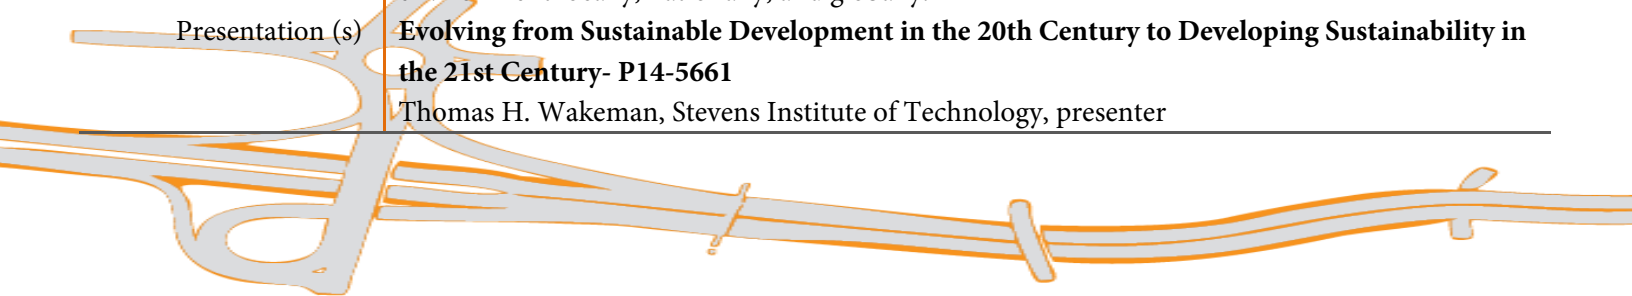 Presentation (s)
Evolving from Sustainable Development in the 20th Century to Developing Sustainability in
the 21st Century- P14-5661
Thomas H. Wakeman, Stevens Institute of Technology, presenter